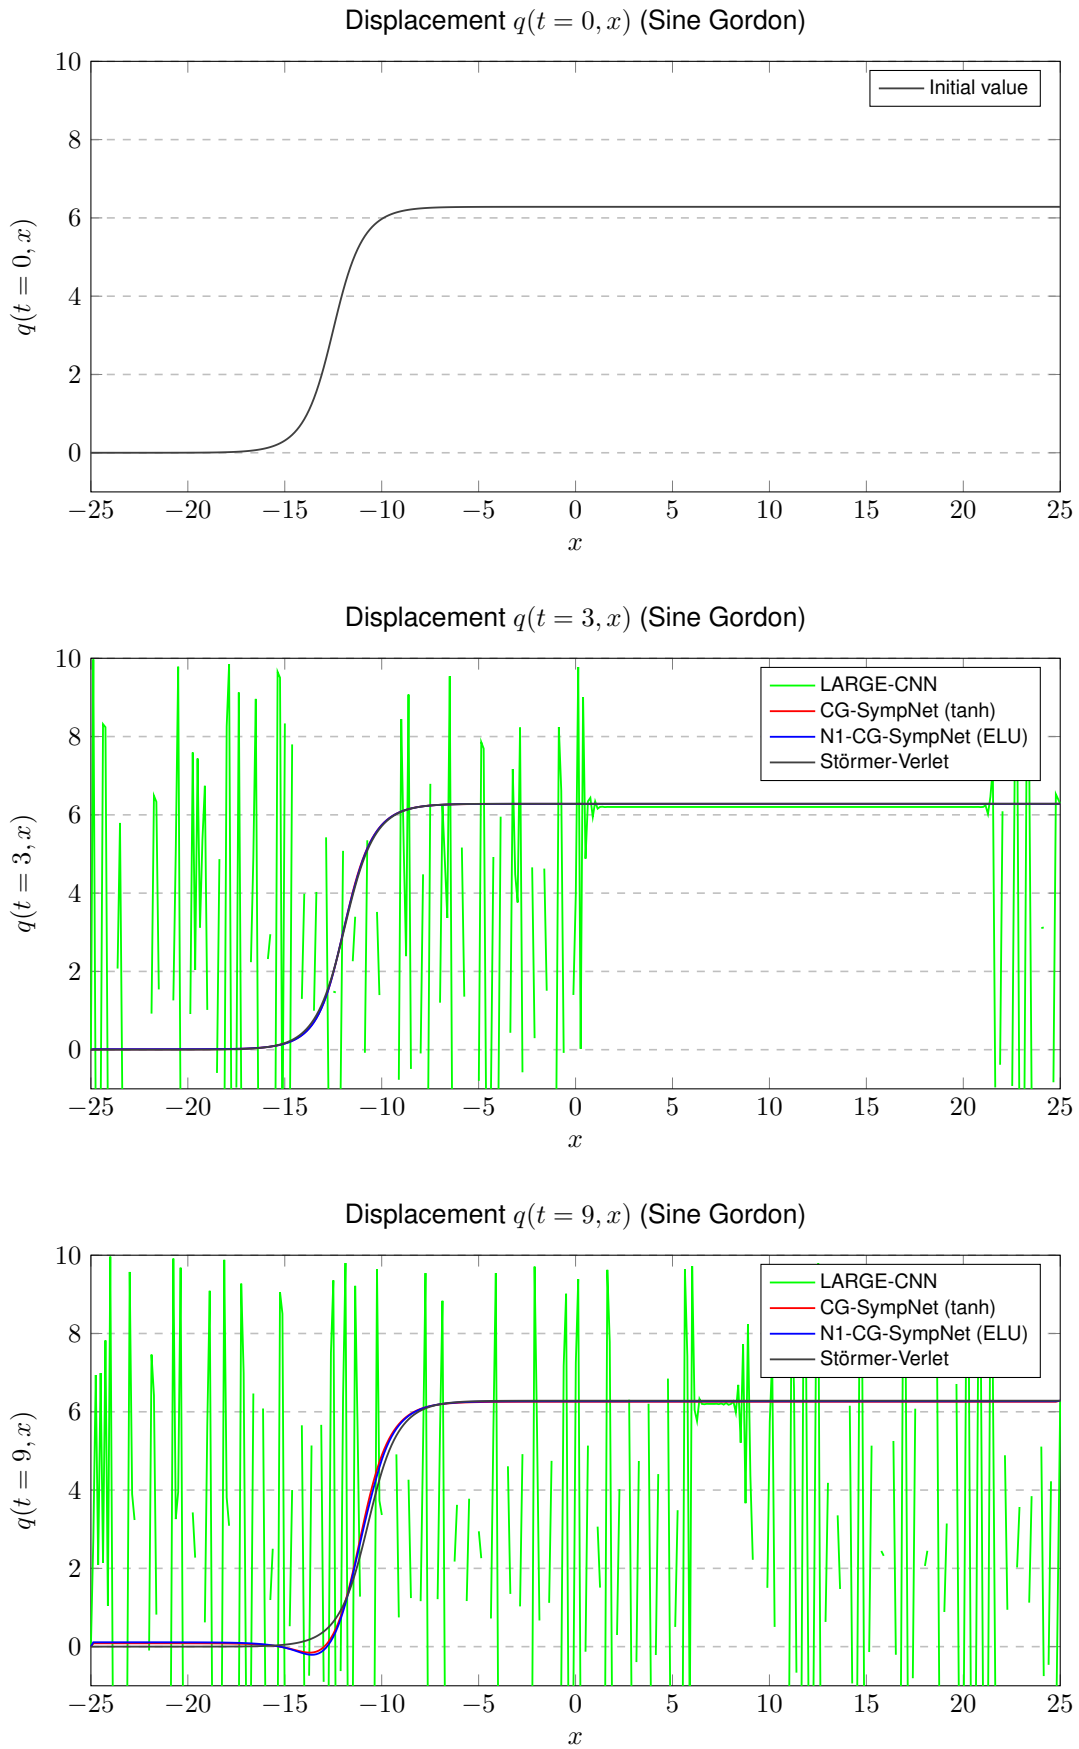 Displacement q(t = 0, x) (Sine Gordon)
10
8
6
4
2
0
q(t = 0, x)
Initial value
−25 −20 −15 −10 −5 0 5 10 15 20 25
x
Displacement q(t = 3, x) (Sine Gordon)
10
8
6
4
2
0
q(t = 3, x)
LARGE-CNN
CG-SympNet (tanh)
N1-CG-SympNet (ELU)
Störmer-Verlet
−25 −20 −15 −10 −5 0 5 10 15 20 25
x
Displacement q(t = 9, x) (Sine Gordon)
10
8
6
4
2
0
q(t = 9, x)
LARGE-CNN
CG-SympNet (tanh)
N1-CG-SympNet (ELU)
Störmer-Verlet
−25 −20 −15 −10 −5 0 5 10 15 20 25
x